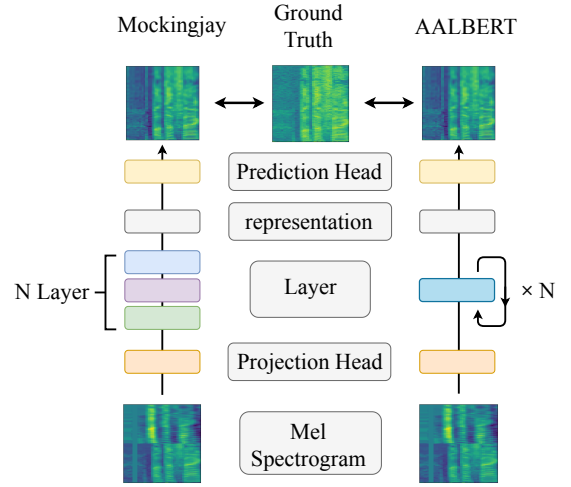 Mockingjay
Ground
Truth
AALBERT
Prediction Head
representation
N Layer
Layer
× N
Projection Head
Mel
Spectrogram